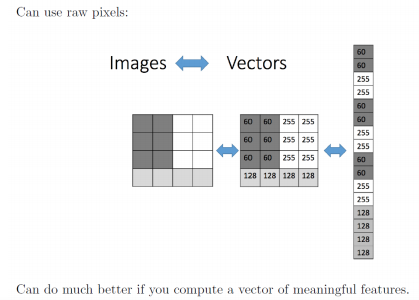 Can use raw pixels:
Images Vectors
60 60 255 255
60 60 255 255
60 60 255 255
128 128 128 128
60
60
255
255
60
60
255
255
60
60
255
255
128
128
128
128
Can do much better if you compute a vector of meaningful features.